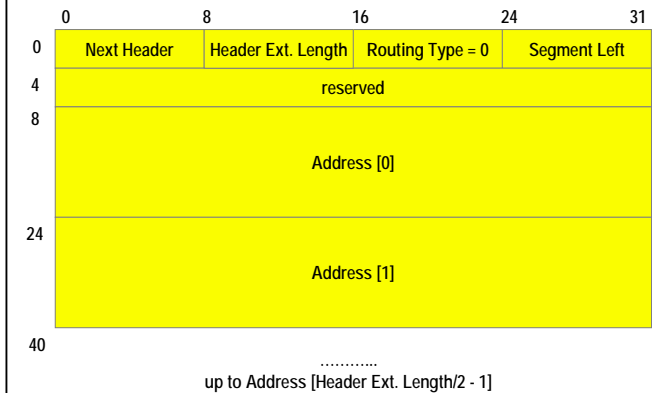 0 8 16 24 31
0 Next Header Header Ext. Length Routing Type = 0 Segment Left
4 reserved
8
Address [0]
24
Address [1]
40
………...
up to Address [Header Ext. Length/2 - 1]